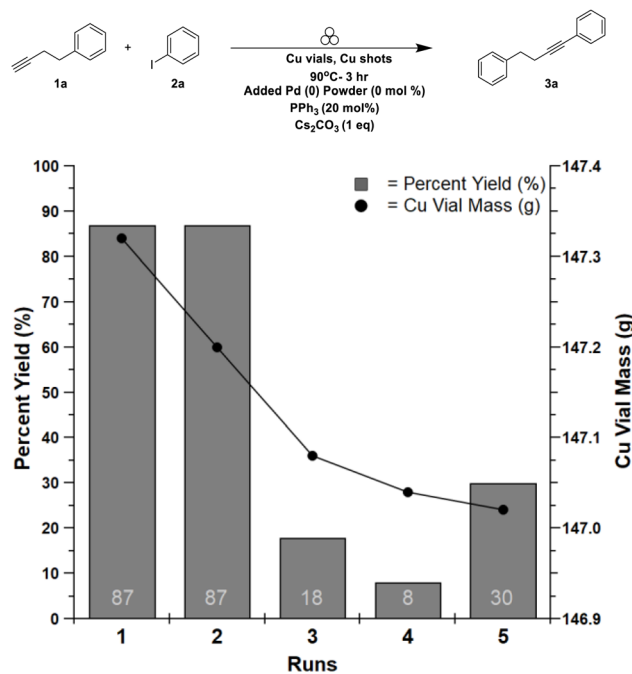 +
I
1a
2a
Cu vials, Cu shots
90°C- 3 hr
Added Pd (0) Powder (0 mol %)
PPh₃ (20 mol%)
Cs₂CO₃ (1 eq)
3a
= Percent Yield (%)
= Cu Vial Mass (g)
Percent Yield (%)
100
90
80
70
60
50
40
30
20
10
0
87
87
18
8
30
1
2
3
4
5
Runs
147.4
147.3
147.2
147.1
147.0
146.9
Cu Vial Mass (g)